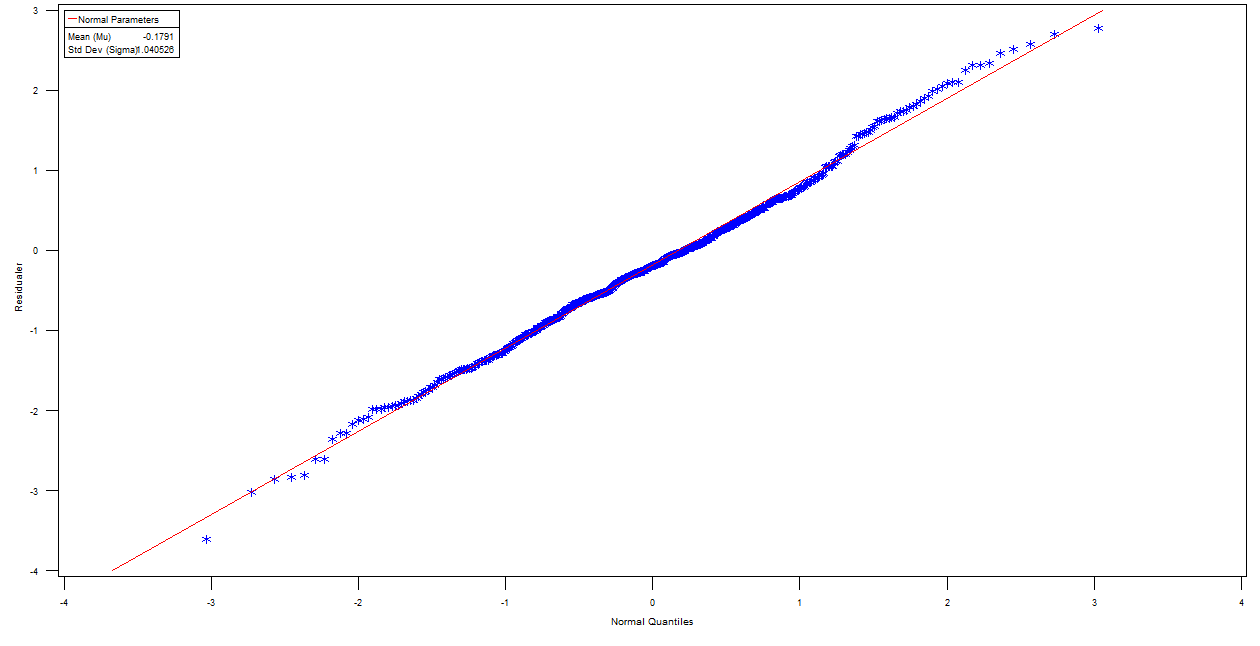 Normal Parameters
Mean (Mu) -0.1791
Std Dev (Sigma) 1.040526
3
2
1
0
-1
-2
-3
-4
Residualer
-4 -3 -2 -1 0 1 2 3 4
Normal Quantiles